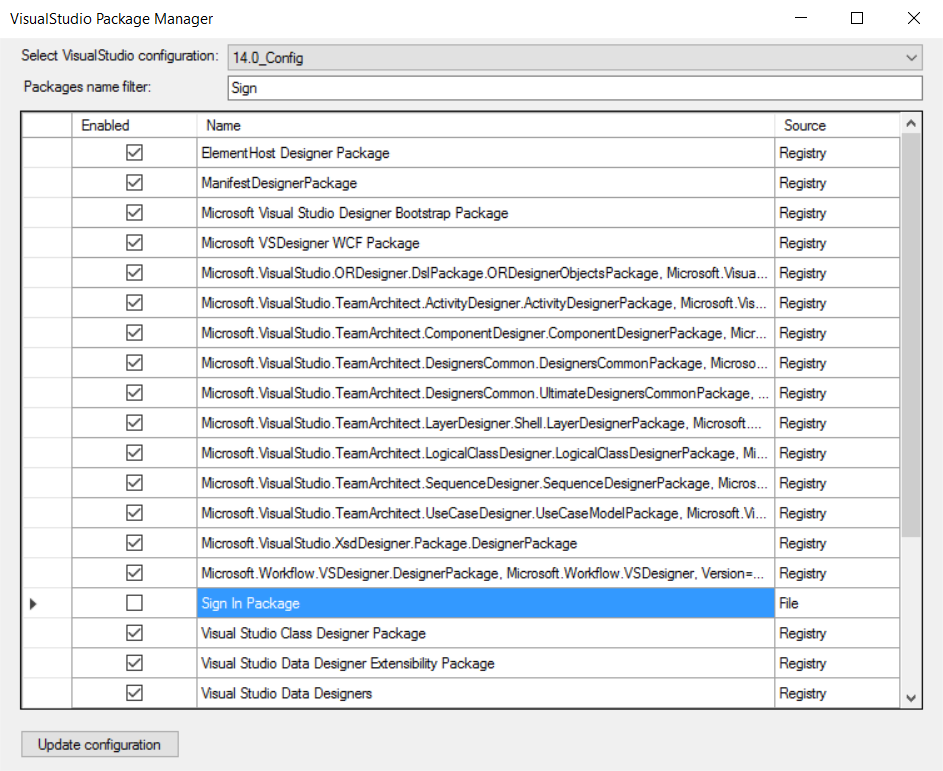 VisualStudio Package Manager
Select VisualStudio configuration: 14.0_Config
Packages name filter: Sign
Enabled Name Source
ElementHost Designer Package Registry
ManifestDesignerPackage Registry
Microsoft Visual Studio Designer Bootstrap Package Registry
Microsoft VSDesigner WCF Package Registry
Microsoft.VisualStudio.ORDesigner.DslPackage.ORDesignerObjectsPackage, Microsoft.Visua... Registry
Microsoft.VisualStudio.TeamArchitect.ActivityDesigner.ActivityDesignerPackage, Microsoft.Vis... Registry
Microsoft.VisualStudio.TeamArchitect.ComponentDesigner.ComponentDesignerPackage, Micr... Registry
Microsoft.VisualStudio.TeamArchitect.DesignersCommon.DesignersCommonPackage, Microso... Registry
Microsoft.VisualStudio.TeamArchitect.DesignersCommon.UltimateDesignersCommonPackage, ... Registry
Microsoft.VisualStudio.TeamArchitect.LayerDesigner.Shell.LayerDesignerPackage, Microsoft.... Registry
Microsoft.VisualStudio.TeamArchitect.LogicalClassDesigner.LogicalClassDesignerPackage, Mi... Registry
Microsoft.VisualStudio.TeamArchitect.SequenceDesigner.SequenceDesignerPackage, Micros... Registry
Microsoft.VisualStudio.TeamArchitect.UseCaseDesigner.UseCaseModelPackage, Microsoft.Vi... Registry
Microsoft.VisualStudio.XsdDesigner.Package.DesignerPackage Registry
Microsoft.Workflow.VSDesigner.DesignerPackage, Microsoft.Workflow.VSDesigner, Version=... Registry
Sign In Package File
Visual Studio Class Designer Package Registry
Visual Studio Data Designer Extensibility Package Registry
Visual Studio Data Designers Registry
Update configuration